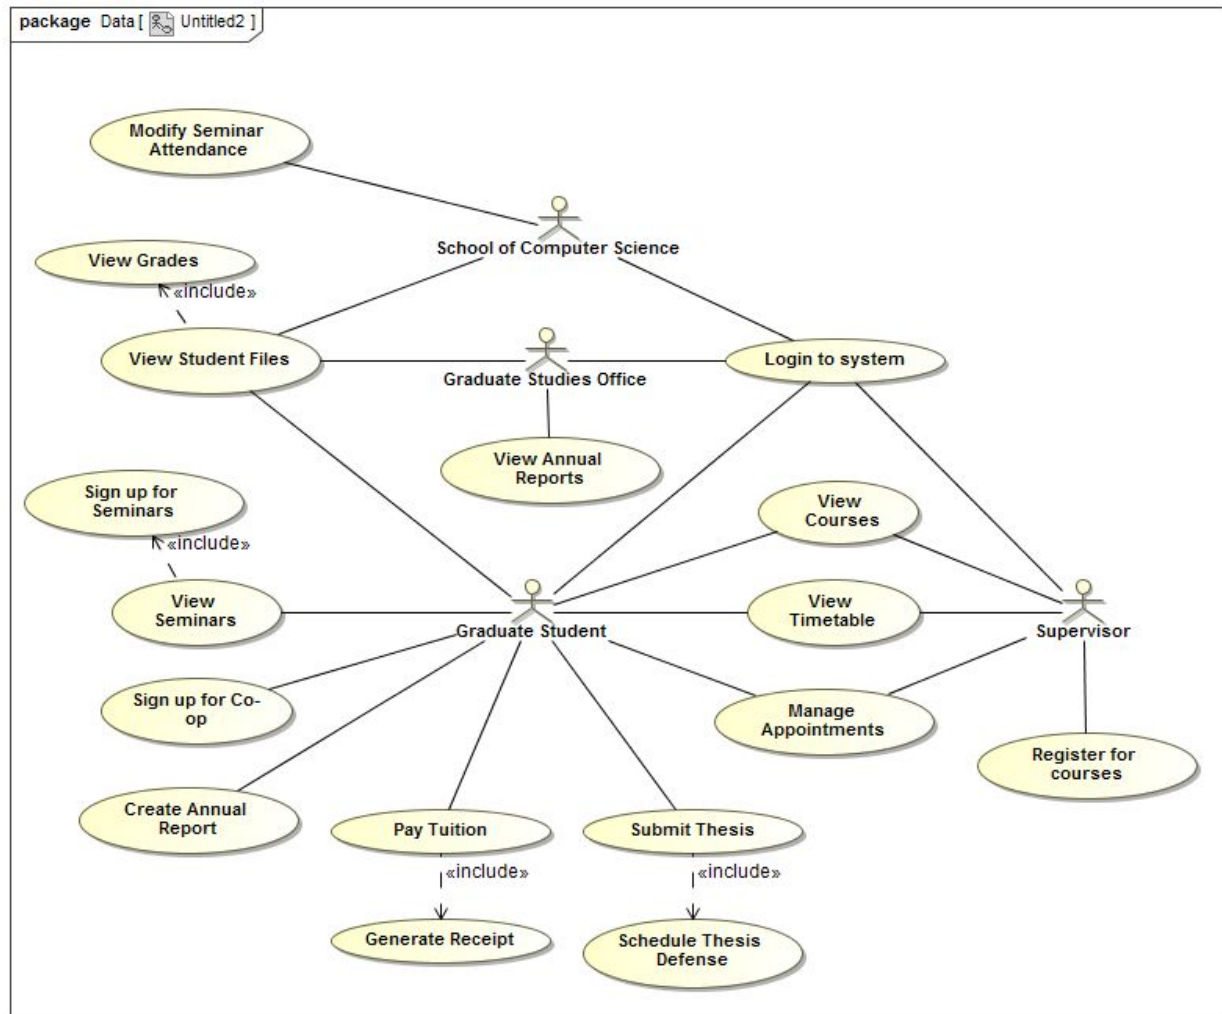 package Data [ Untitled2 ]
Modify Seminar
Attendance
School of Computer Science
View Grades
«include»
View Student Files
Graduate Studies Office
Login to system
View Annual
Reports
Sign up for
Seminars
«include»
View
Courses
View
Seminars
Graduate Student
View
Timetable
Supervisor
Sign up for Co-
op
Manage
Appointments
Register for
courses
Create Annual
Report
Pay Tuition
Submit Thesis
«include»
«include»
Generate Receipt
Schedule Thesis
Defense